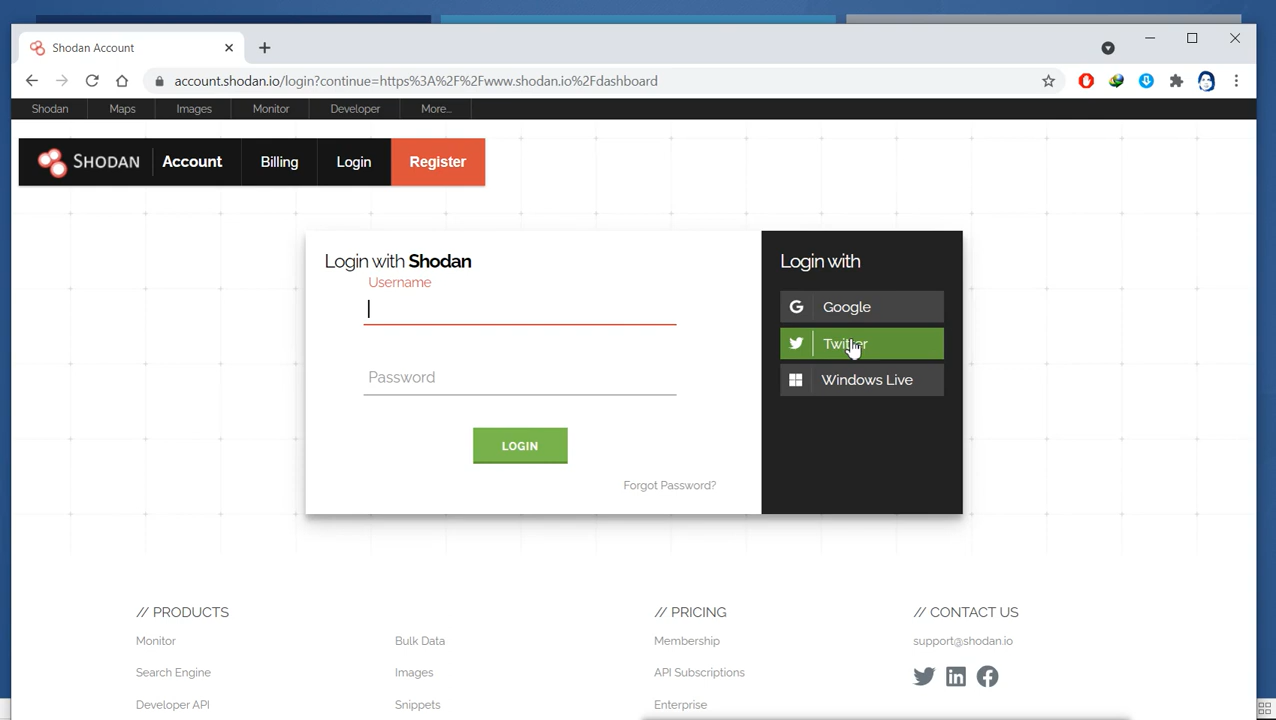 Shodan Account
account.shodan.io/login?continue=https%3A%2F%2Fwww.shodan.io%2Fdashboard
Shodan Maps Images Monitor Developer More...
SHODAN Account Billing Login Register
Login with Shodan
Username
Password
LOGIN
Forgot Password?
Login with
Google
Twitter
Windows Live
// PRODUCTS
Monitor
Search Engine
Developer API
Bulk Data
Images
Snippets
// PRICING
Membership
API Subscriptions
Enterprise
// CONTACT US
support@shodan.io